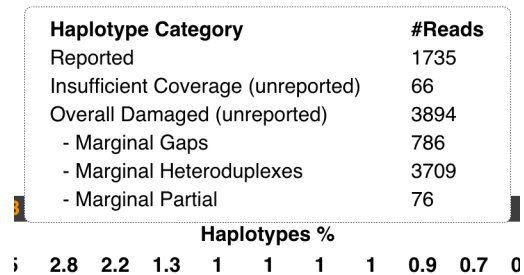 Haplotype Category #Reads
Reported 1735
Insufficient Coverage (unreported) 66
Overall Damaged (unreported) 3894
- Marginal Gaps 786
- Marginal Heteroduplexes 3709
- Marginal Partial 76
Haplotypes %
2.8 2.2 1.3 1 1 1 1 0.9 0.7